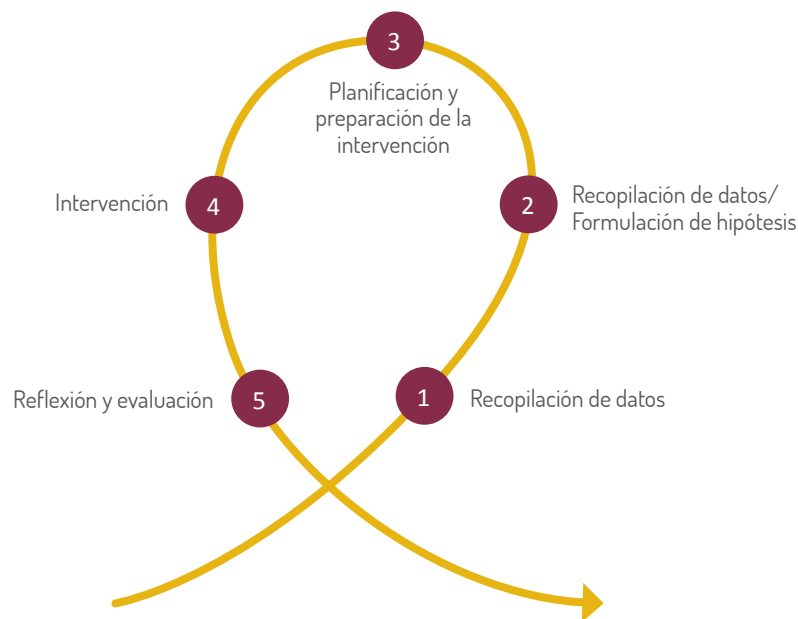 3
Planificación y
preparación de la
intervención
Intervención
4
2
Recopilación de datos/
Formulación de hipótesis
Reflexión y evaluación
5
1
Recopilación de datos